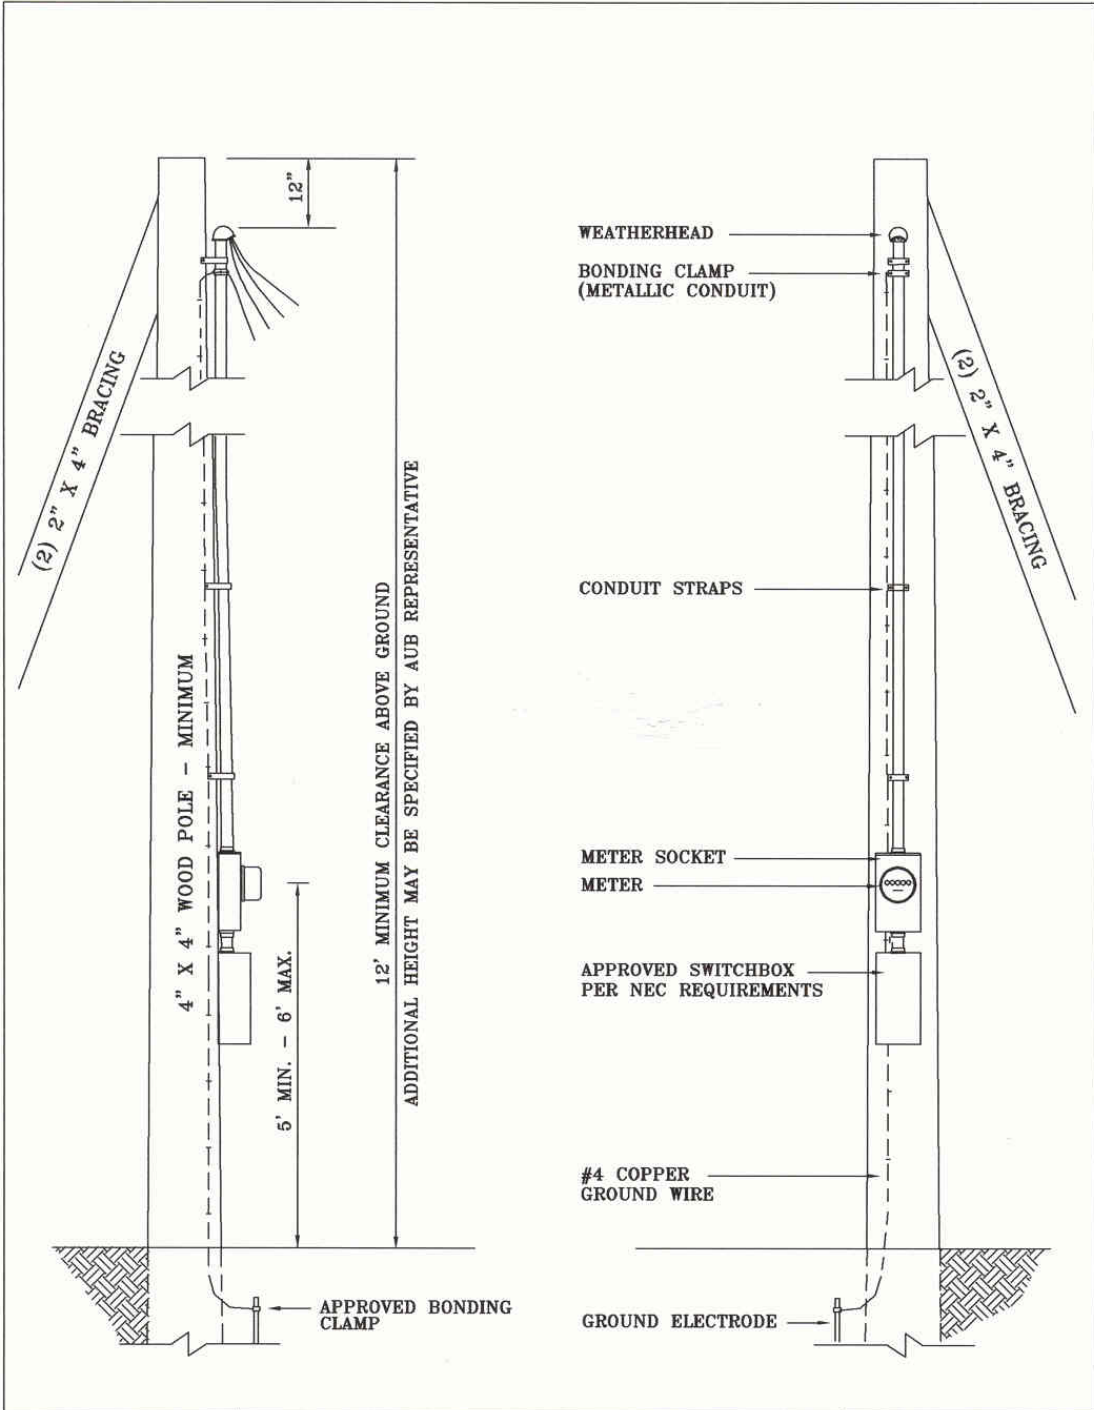 12"
(2) 2" X 4" BRACING
4" X 4" WOOD POLE - MINIMUM
5' MIN. - 6' MAX.
12' MINIMUM CLEARANCE ABOVE GROUND
ADDITIONAL HEIGHT MAY BE SPECIFIED BY AUB REPRESENTATIVE
APPROVED BONDING
CLAMP
WEATHERHEAD
BONDING CLAMP
(METALLIC CONDUIT)
(2) 2" X 4" BRACING
CONDUIT STRAPS
METER SOCKET
METER
APPROVED SWITCHBOX
PER NEC REQUIREMENTS
#4 COPPER
GROUND WIRE
GROUND ELECTRODE